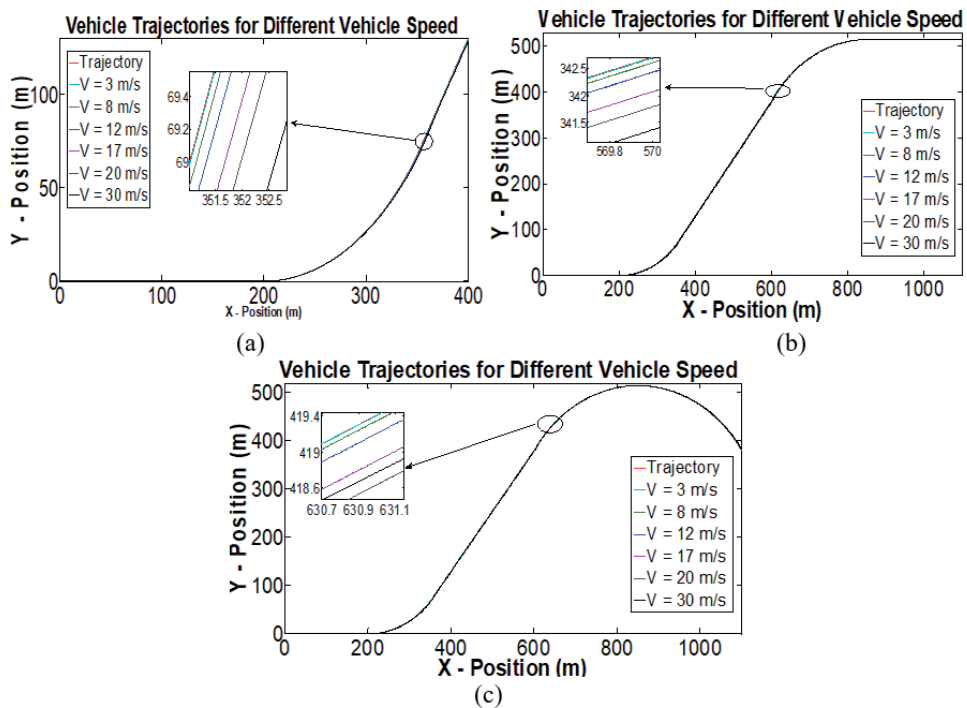 Vehicle Trajectories for Different Vehicle Speed
Y - Position (m)
100
50
0
Trajectory
V = 3 m/s
V = 8 m/s
V = 12 m/s
V = 17 m/s
V = 20 m/s
V = 30 m/s
69.4
69.2
69
351.5 352 352.5
0 100 200 300 400
X - Position (m)
(a)
Vehicle Trajectories for Different Vehicle Speed
Y - Position (m)
500
400
300
200
100
0
342.5
342
341.5
569.8 570
Trajectory
V = 3 m/s
V = 8 m/s
V = 12 m/s
V = 17 m/s
V = 20 m/s
V = 30 m/s
0 200 400 600 800 1000
X - Position (m)
(b)
Vehicle Trajectories for Different Vehicle Speed
Y - Position (m)
500
400
300
200
100
0
419.4
419
418.6
630.7 630.9 631.1
Trajectory
V = 3 m/s
V = 8 m/s
V = 12 m/s
V = 17 m/s
V = 20 m/s
V = 30 m/s
0 200 400 600 800 1000
X - Position (m)
(c)